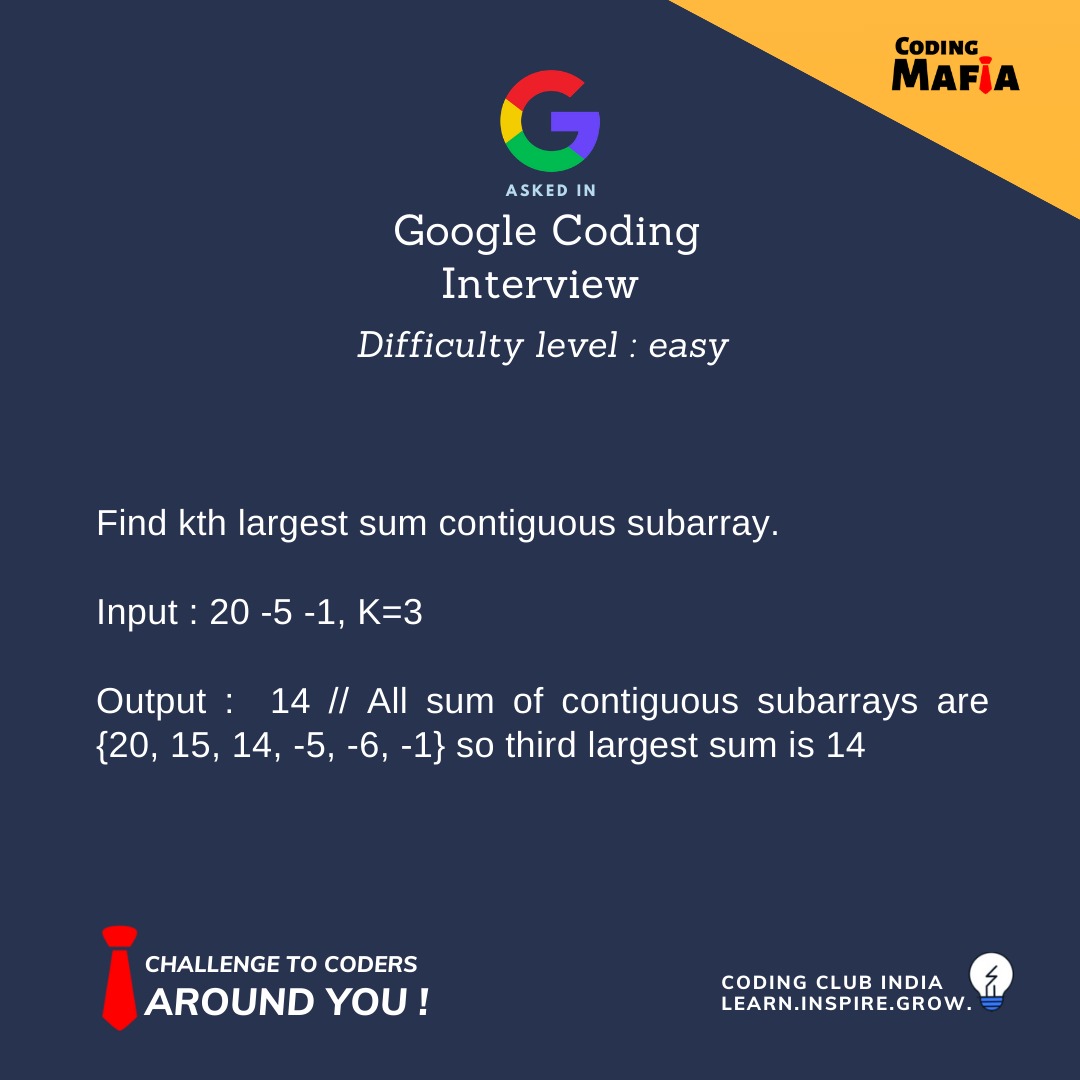 CODING
MAFIA
ASKED IN
Google Coding
Interview
Difficulty level : easy
Find kth largest sum contiguous subarray.
Input : 20 -5 -1, K=3
Output :  14 // All sum of contiguous subarrays are
{20, 15, 14, -5, -6, -1} so third largest sum is 14
CHALLENGE TO CODERS
AROUND YOU !
CODING CLUB INDIA
LEARN.INSPIRE.GROW.